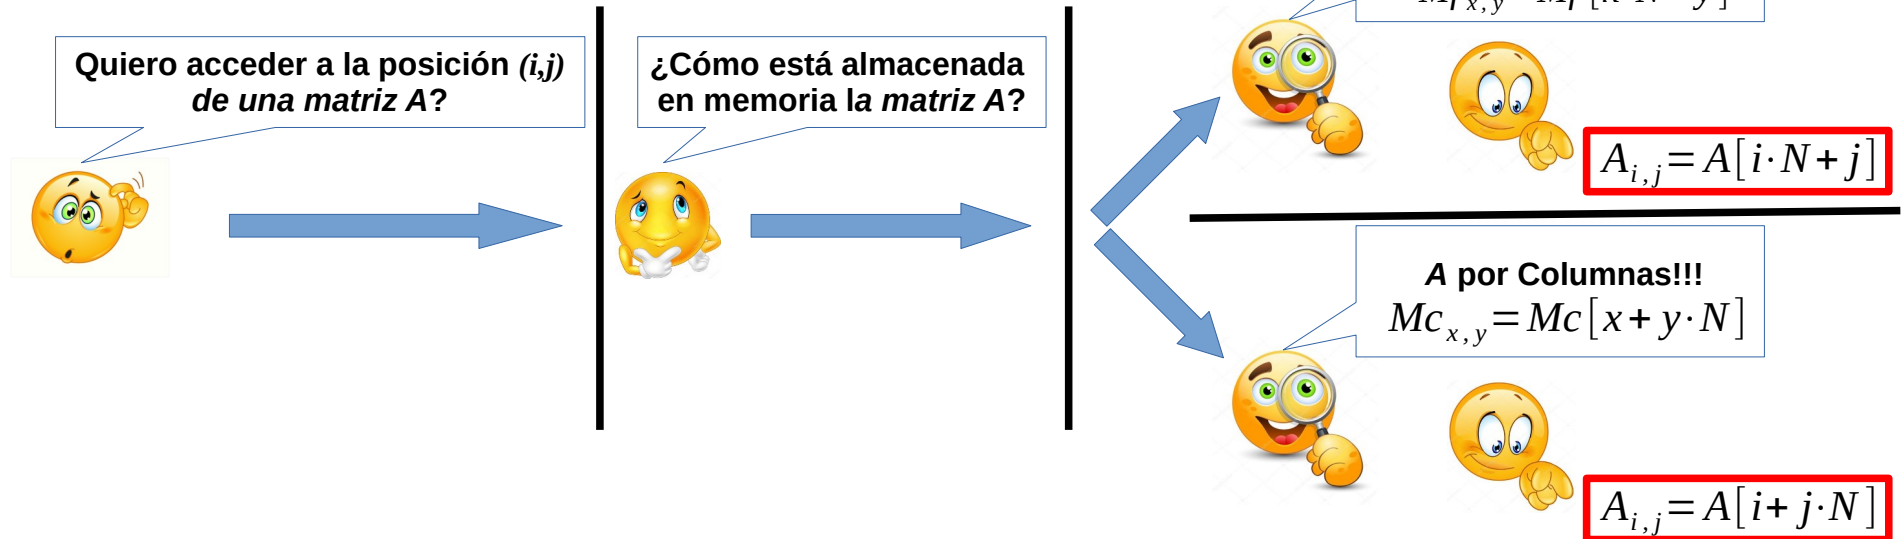 Quiero acceder a la posición (i,j)
de una matriz A?
¿Cómo está almacenada
en memoria la matriz A?
A_{i,j}=A[i·N+j]
A por Columnas!!!
Mc_{x,y}=Mc[x+y·N]
A_{i,j}=A[i+j·N]